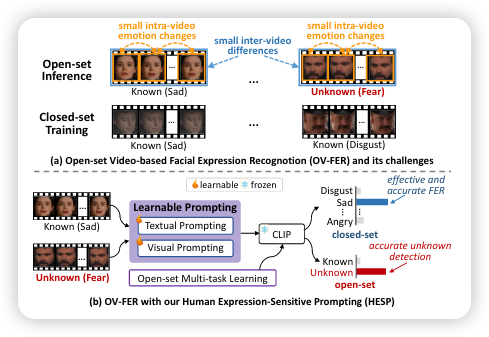 small intra-video
emotion changes
small intra-video
emotion changes
small inter-video
differences
Open-set
Inference
...
...
...
Known (Sad)
Unknown (Fear)
Closed-set
Training
...
...
...
Known (Sad)
Known (Disgust)
(a) Open-set Video-based Facial Expression Recognotion (OV-FER) and its challenges
learnable frozen
effective and
accurate FER
Learnable Prompting
Textual Prompting
Visual Prompting
...
Known (Sad)
...
Unknown (Fear)
CLIP
Open-set Multi-task Learning
Disgust
Sad
Angry
closed-set
accurate unknown
detection
Known
Unknown
open-set
(b) OV-FER with our Human Expression-Sensitive Prompting (HESP)